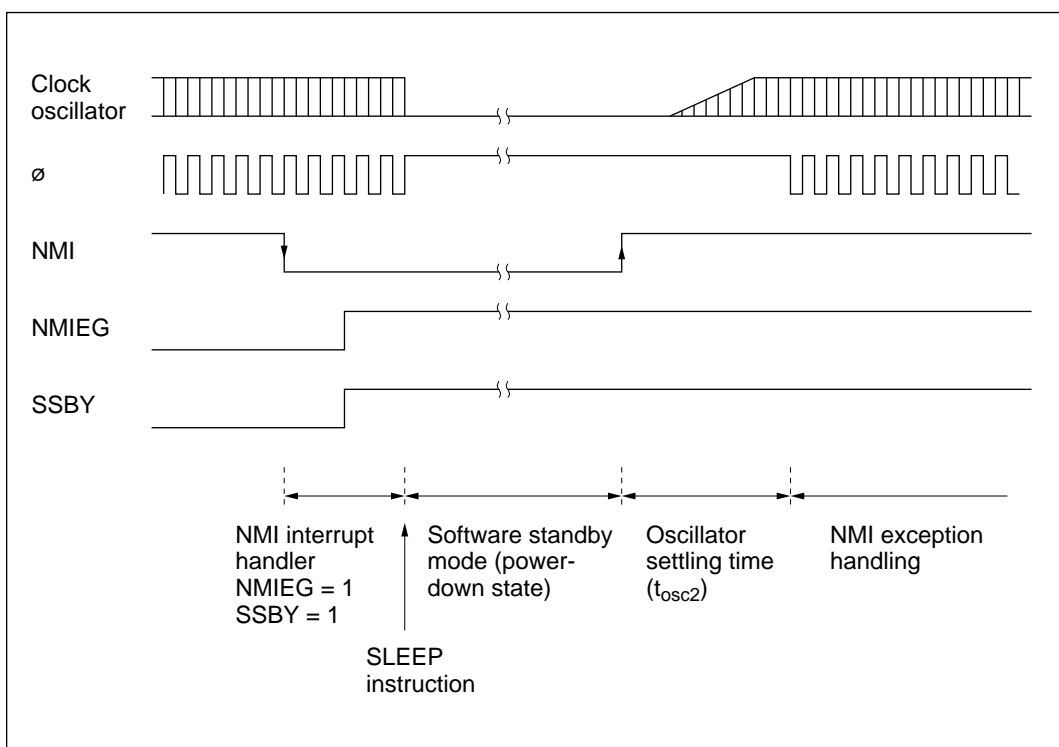 Clock
oscillator
ø
NMI
NMIEG
SSBY
NMI interrupt
handler
NMIEG = 1
SSBY = 1
Software standby
mode (power-
down state)
Oscillator
settling time
(tosc2)
NMI exception
handling
SLEEP
instruction